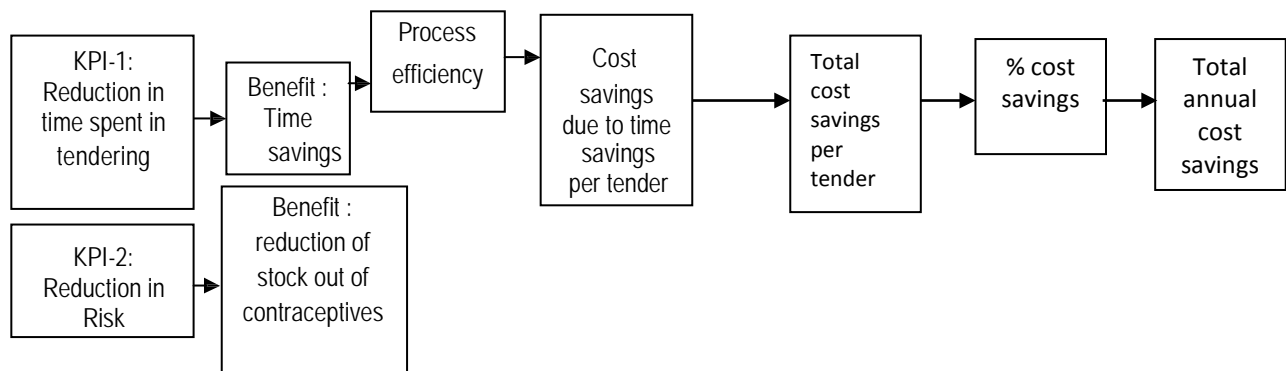 KPI-1:
Reduction in
time spent in
tendering
Benefit :
Time
savings
Process
efficiency
Cost
savings
due to time
savings
per tender
Total
cost
savings
per
tender
% cost
savings
Total
annual
cost
savings
KPI-2:
Reduction in
Risk
Benefit :
reduction of
stock out of
contraceptives